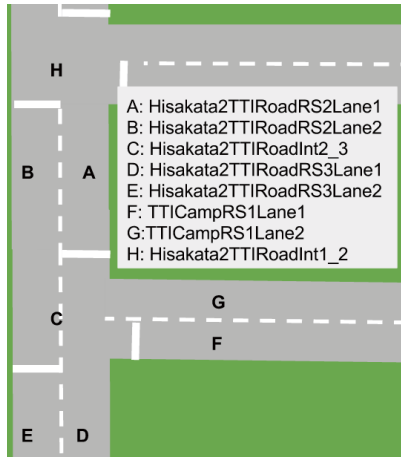 H
A: Hisakata2TTIRoadRS2Lane1
B: Hisakata2TTIRoadRS2Lane2
C: Hisakata2TTIRoadInt2_3
D: Hisakata2TTIRoadRS3Lane1
E: Hisakata2TTIRoadRS3Lane2
F: TTICampRS1Lane1
G:TTICampRS1Lane2
H: Hisakata2TTIRoadInt1_2
B
A
G
C
F
E
D